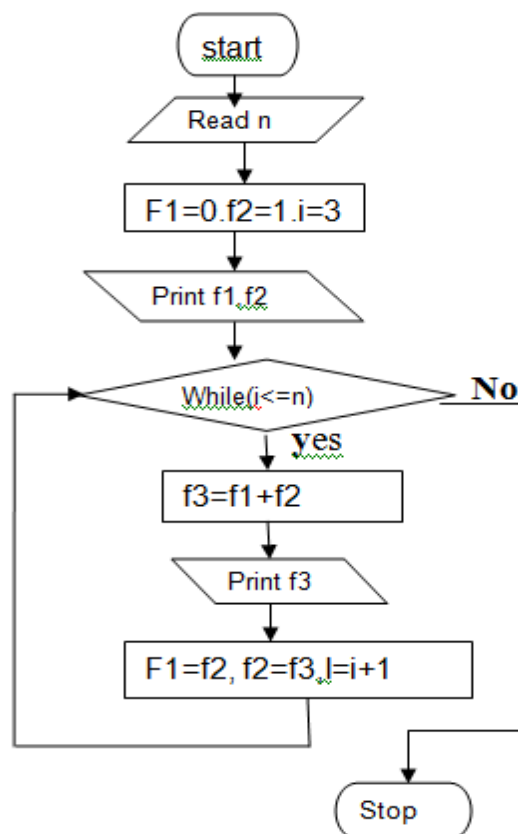 start
Read n
F1=0.f2=1.i=3
Print f1,f2
While(i<=n)
No
yes
f3=f1+f2
Print f3
F1=f2, f2=f3,I=i+1
Stop